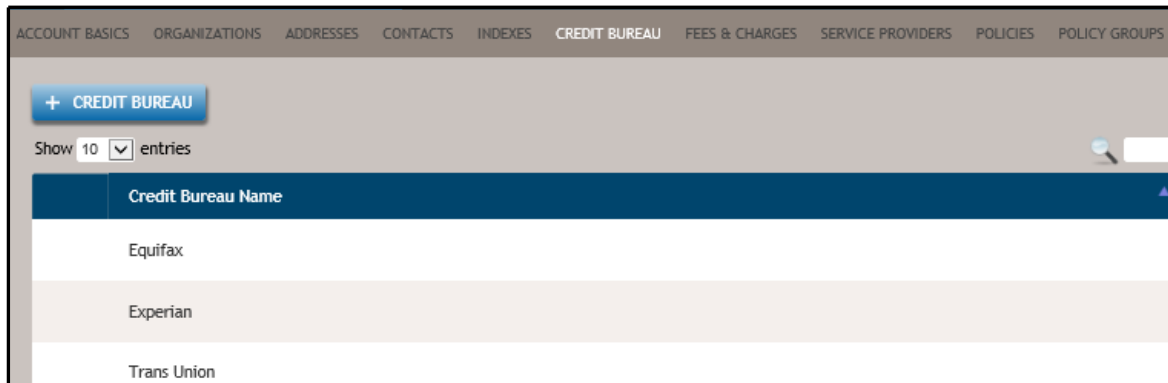 ACCOUNT BASICS ORGANIZATIONS ADDRESSES CONTACTS INDEXES CREDIT BUREAU FEES & CHARGES SERVICE PROVIDERS POLICIES POLICY GROUPS
+ CREDIT BUREAU
Show 10 entries
Credit Bureau Name
Equifax
Experian
Trans Union